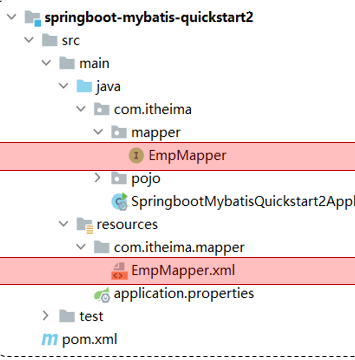 springboot-mybatis-quickstart2
src
main
java
com.itheima
mapper
EmpMapper
pojo
SpringbootMybatisQuickstart2Appl
resources
com.itheima.mapper
EmpMapper.xml
application.properties
test
pom.xml